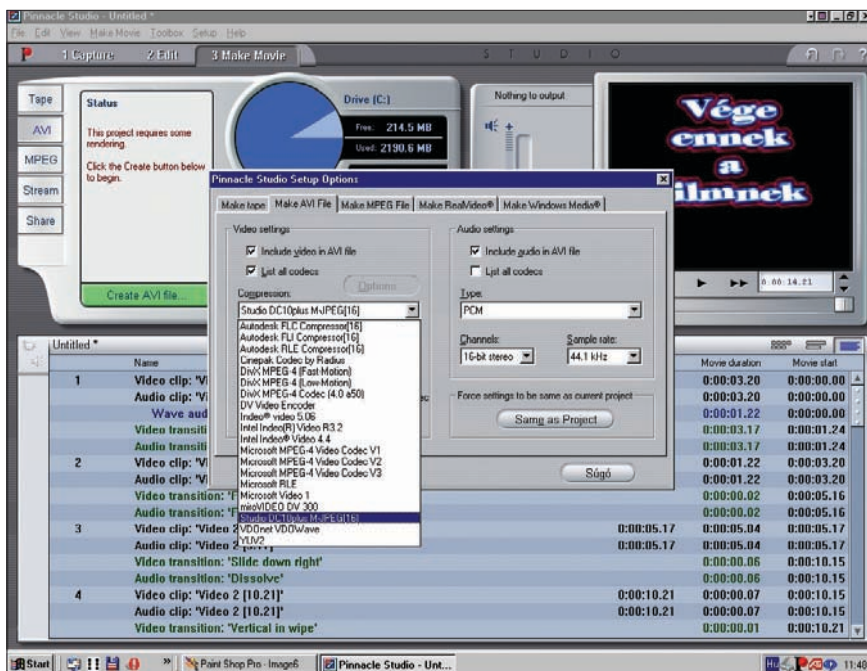 Pinnacle Studio - Untitled *
File Edit View Make Movie Toolbox Setup Help
1 Capture 2 Edit 3 Make Movie STUDIO
Tape
AVI
MPEG
Stream
Share
Status
This project requires some
rendering.
Click the Create button below
to begin.
Create AVI file...
Drive (C:)
Free: 214.5 MB
Used: 2190.6 MB
Nothing to output
Vége
ennek
a
filmnek
0:00:14.21
Pinnacle Studio Setup Options
Make tape Make AVI File Make MPEG File Make RealVideo® Make Windows Media®
Video settings
Include video in AVI file
List all codecs
Options
Compression:
Studio DC10plus M-JPEG[16]
Autodesk FLC Compressor[16]
Autodesk FLI Compressor[16]
Autodesk RLE Compressor[16]
Cinepak Codec by Radius
DivX MPEG-4 (Fast-Motion)
DivX MPEG-4 (Low-Motion)
DivX MPEG-4 Codec (4.0 a50)
DV Video Encoder
Indeo® video 5.06
Intel Indeo(R) Video R3.2
Intel Indeo® Video 4.4
Microsoft MPEG-4 Video Codec V1
Microsoft MPEG-4 Video Codec V2
Microsoft MPEG-4 Video Codec V3
Microsoft RLE
Microsoft Video 1
miroVIDEO DV 300
Studio DC10plus M-JPEG[16]
VDOnet VDOWave
YUV2
Audio settings
Include audio in AVI file
List all codecs
Type:
PCM
Channels: Sample rate:
16-bit stereo 44.1 kHz
Force settings to be same as current project
Same as Project
Súgó
Untitled *
Name Movie duration Movie start
1 Video clip: 'Vi 0:00:03.20 0:00:00.00
Audio clip: 'Vi 0:00:03.20 0:00:00.00
Wave aud 0:00:01.22 0:00:00.00
Video transiti 0:00:03.17 0:00:01.24
Audio transiti 0:00:03.17 0:00:01.24
2 Video clip: 'Vi 0:00:01.22 0:00:03.20
Audio clip: 'Vi 0:00:01.22 0:00:03.20
Video transition: 'F 0:00:00.02 0:00:05.16
Audio transition: 'F 0:00:00.02 0:00:05.16
3 Video clip: 'Video 2 0:00:05.17 0:00:05.04 0:00:05.17
Audio clip: 'Video 2 0:00:05.17 0:00:05.04 0:00:05.17
Video transition: 'Slide down right' 0:00:00.06 0:00:10.15
Audio transition: 'Dissolve' 0:00:00.06 0:00:10.15
4 Video clip: 'Video 2 [10.21]' 0:00:10.21 0:00:00.07 0:00:10.15
Audio clip: 'Video 2 [10.21]' 0:00:10.21 0:00:00.07 0:00:10.15
Video transition: 'Vertical in wipe' 0:00:00.01 0:00:10.21
Start Paint Shop Pro - Image6 Pinnacle Studio - Unt... Hu